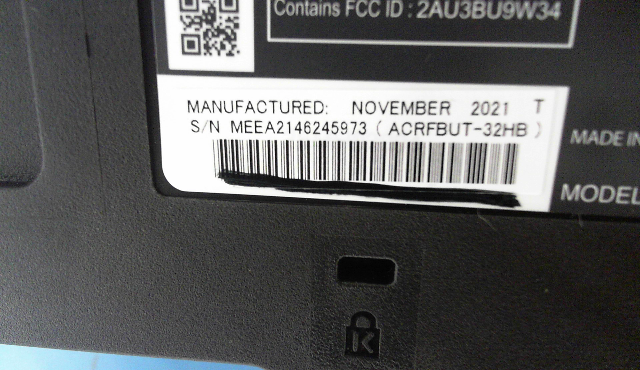 Contains FCC ID : 2AU3BU9W34
MANUFACTURED: NOVEMBER 2021 T
S/N MEEA2146245973 ( ACRFBUT-32HB )
MADE IN
MODEL
K